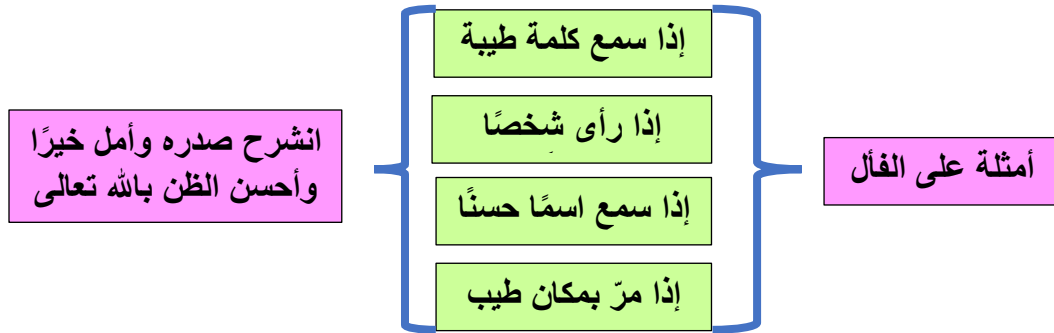 أمثلة على الفأل
إذا سمع كلمة طيبة
إذا رأى شخصًا
إذا سمع اسمًا حسنًا
إذا مرّ بمكان طيب
انشرح صدره وأمل خيرًا
وأحسن الظن بالله تعالى